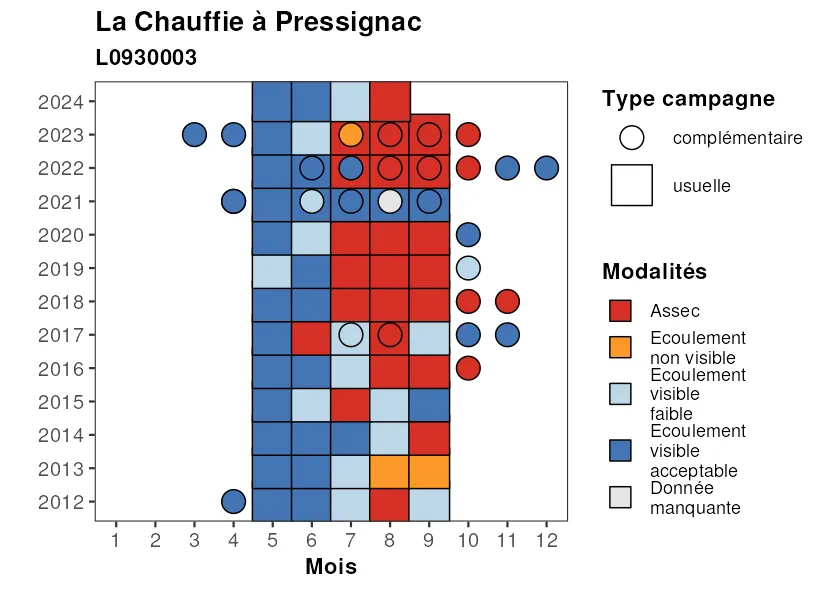 La Chauffie à Pressignac
L0930003
2024
2023
2022
2021
2020
2019
2018
2017
2016
2015
2014
2013
2012
1 2 3 4 5 6 7 8 9 10 11 12
Mois
Type campagne
complémentaire
usuelle
Modalités
Assec
Ecoulement
non visible
Ecoulement
visible
faible
Ecoulement
visible
acceptable
Donnée
manquante